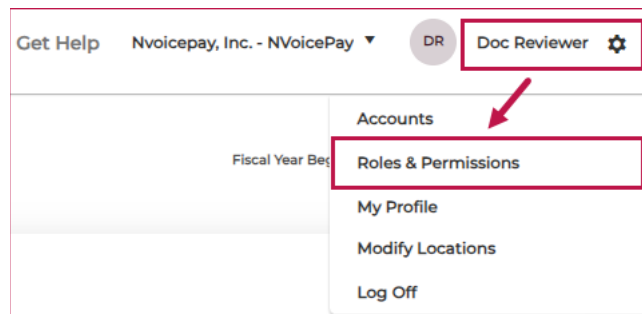 Get Help Nvoicepay, Inc. - NVoicePay DR Doc Reviewer
Accounts
Fiscal Year Beg
Roles & Permissions
My Profile
Modify Locations
Log Off